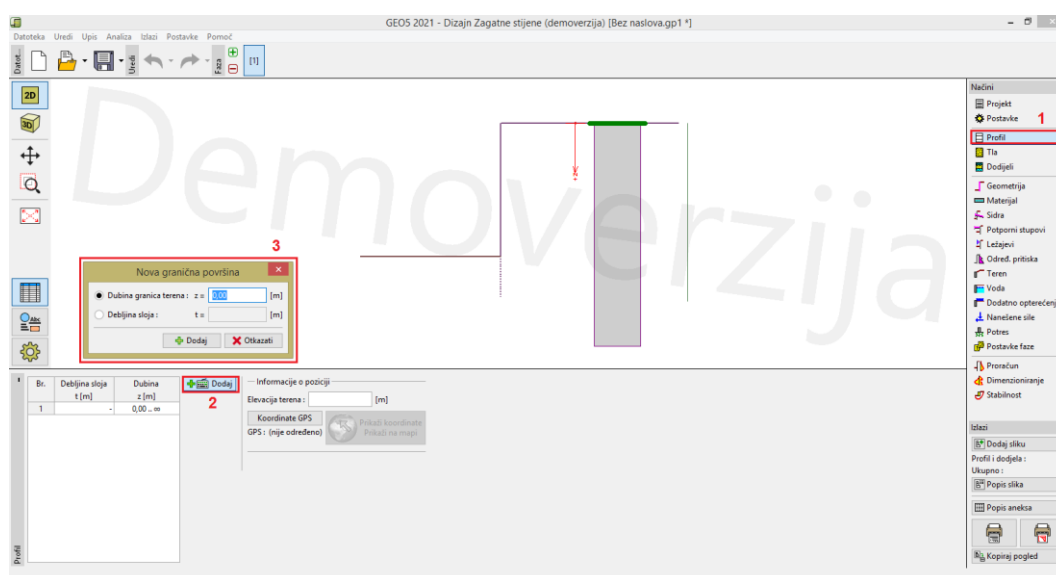 GEO5 2021 - Dizajn Zagatne stijene (demoverzija) [Bez naslova.gp1 *]
Datoteka Uredi Upis Analiza Izlazi Postavke Pomoć
Datot... Uredi Faza [1]
2D
3D
Abc
Demoverzija
+z
3
Nova granična površina
Dubina granica terena : z = 0,00 [m]
Debljina sloja : t = [m]
Dodaj Otkazati
Načini
Projekt
Postavke 1
Profil
Tla
Dodijeli
Geometrija
Materijal
Sidra
Potporni stupovi
Ležajevi
Odred. pritiska
Teren
Voda
Dodatno opterećenj
Nanešene sile
Potres
Postavke faze
Proračun
Dimenzioniranje
Stabilnost
Izlazi
Dodaj sliku
Profil i dodjela :
Ukupno :
Popis slika
Popis aneksa
Kopiraj pogled
Profil
Br. Debljina sloja Dubina
t [m] z [m]
1 - 0,00 .. ∞
Dodaj
2
Informacije o poziciji
Elevacija terena : [m]
Koordinate GPS
GPS : (nije određeno)
Prikaži koordinate
Prikaži na mapi